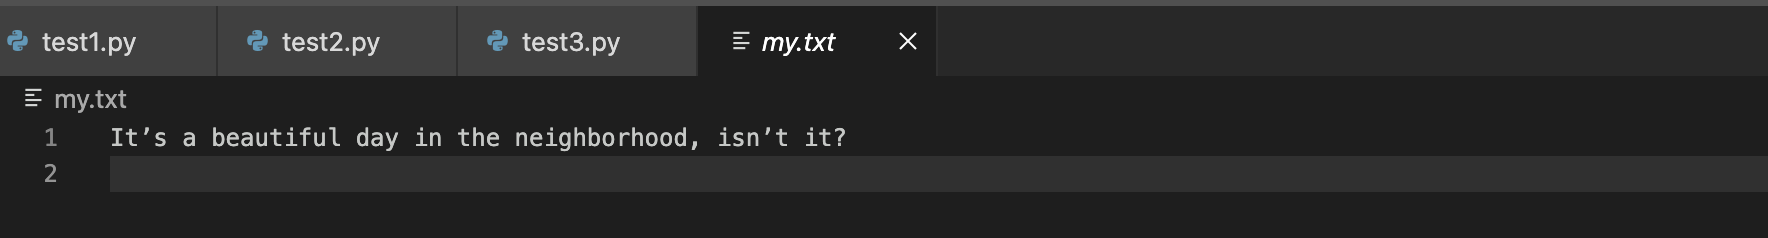 test1.py test2.py test3.py my.txt
my.txt
1 It’s a beautiful day in the neighborhood, isn’t it?
2